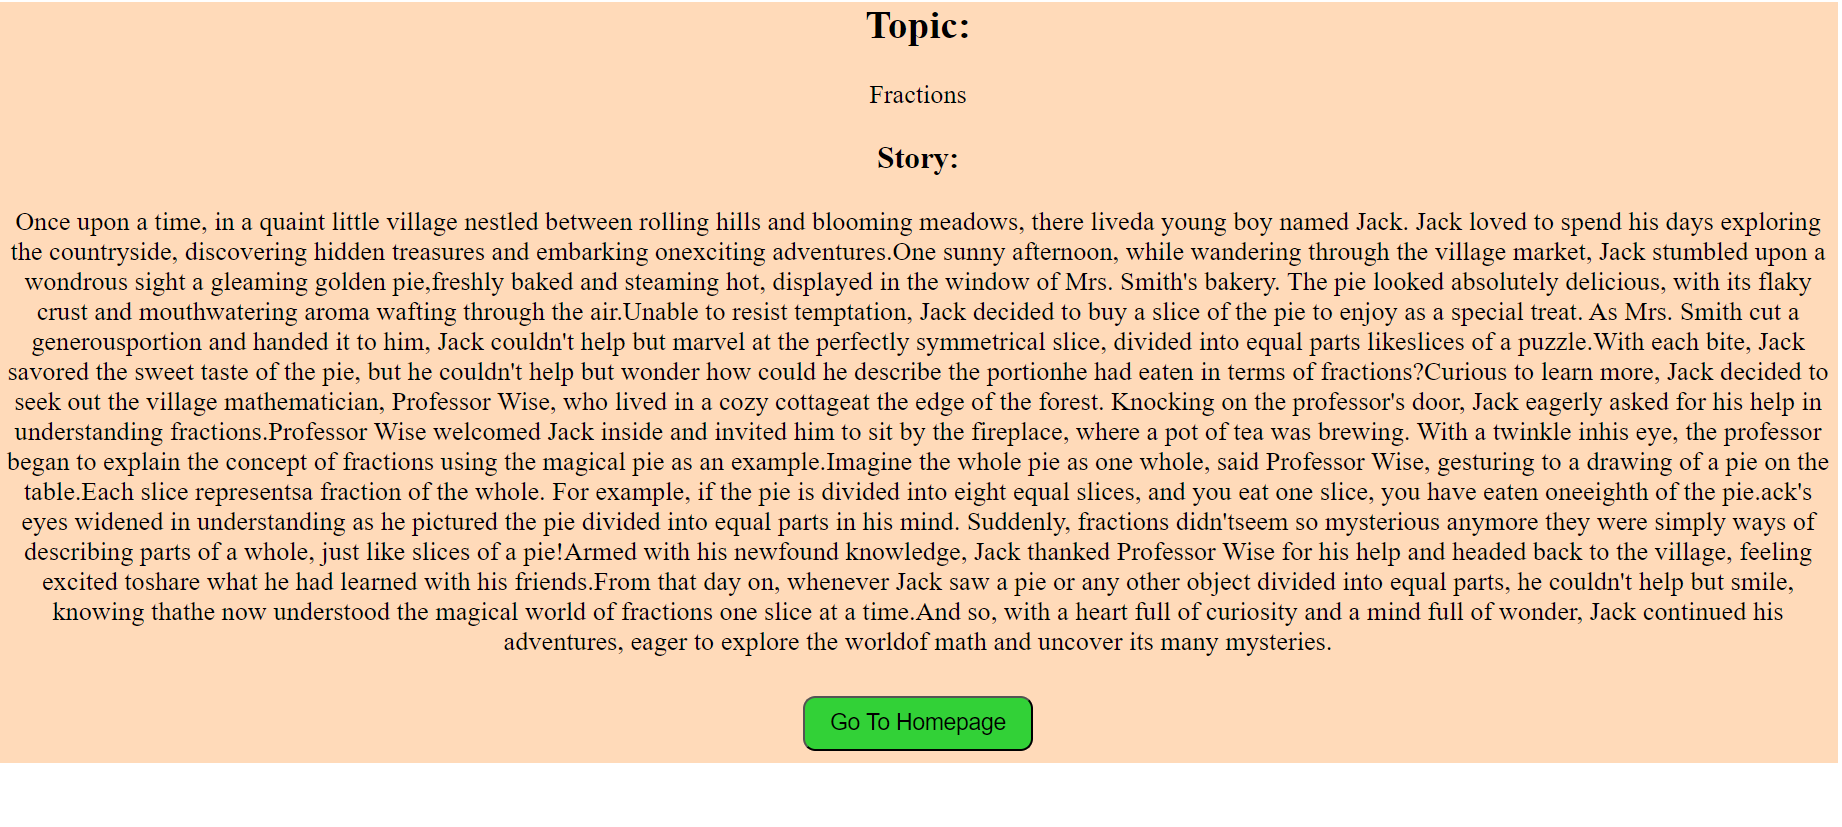 Topic:
Fractions
Story:
Once upon a time, in a quaint little village nestled between rolling hills and blooming meadows, there liveda young boy named Jack. Jack loved to spend his days exploring
the countryside, discovering hidden treasures and embarking onexciting adventures.One sunny afternoon, while wandering through the village market, Jack stumbled upon a
wondrous sight a gleaming golden pie,freshly baked and steaming hot, displayed in the window of Mrs. Smith's bakery. The pie looked absolutely delicious, with its flaky
crust and mouthwatering aroma wafting through the air.Unable to resist temptation, Jack decided to buy a slice of the pie to enjoy as a special treat. As Mrs. Smith cut a
generousportion and handed it to him, Jack couldn't help but marvel at the perfectly symmetrical slice, divided into equal parts likeslices of a puzzle.With each bite, Jack
savored the sweet taste of the pie, but he couldn't help but wonder how could he describe the portionhe had eaten in terms of fractions?Curious to learn more, Jack decided to
seek out the village mathematician, Professor Wise, who lived in a cozy cottageat the edge of the forest. Knocking on the professor's door, Jack eagerly asked for his help in
understanding fractions.Professor Wise welcomed Jack inside and invited him to sit by the fireplace, where a pot of tea was brewing. With a twinkle inhis eye, the professor
began to explain the concept of fractions using the magical pie as an example.Imagine the whole pie as one whole, said Professor Wise, gesturing to a drawing of a pie on the
table.Each slice representsa fraction of the whole. For example, if the pie is divided into eight equal slices, and you eat one slice, you have eaten oneeighth of the pie.ack's
eyes widened in understanding as he pictured the pie divided into equal parts in his mind. Suddenly, fractions didn'tseem so mysterious anymore they were simply ways of
describing parts of a whole, just like slices of a pie!Armed with his newfound knowledge, Jack thanked Professor Wise for his help and headed back to the village, feeling
excited toshare what he had learned with his friends.From that day on, whenever Jack saw a pie or any other object divided into equal parts, he couldn't help but smile,
knowing thathe now understood the magical world of fractions one slice at a time.And so, with a heart full of curiosity and a mind full of wonder, Jack continued his
adventures, eager to explore the worldof math and uncover its many mysteries.
Go To Homepage